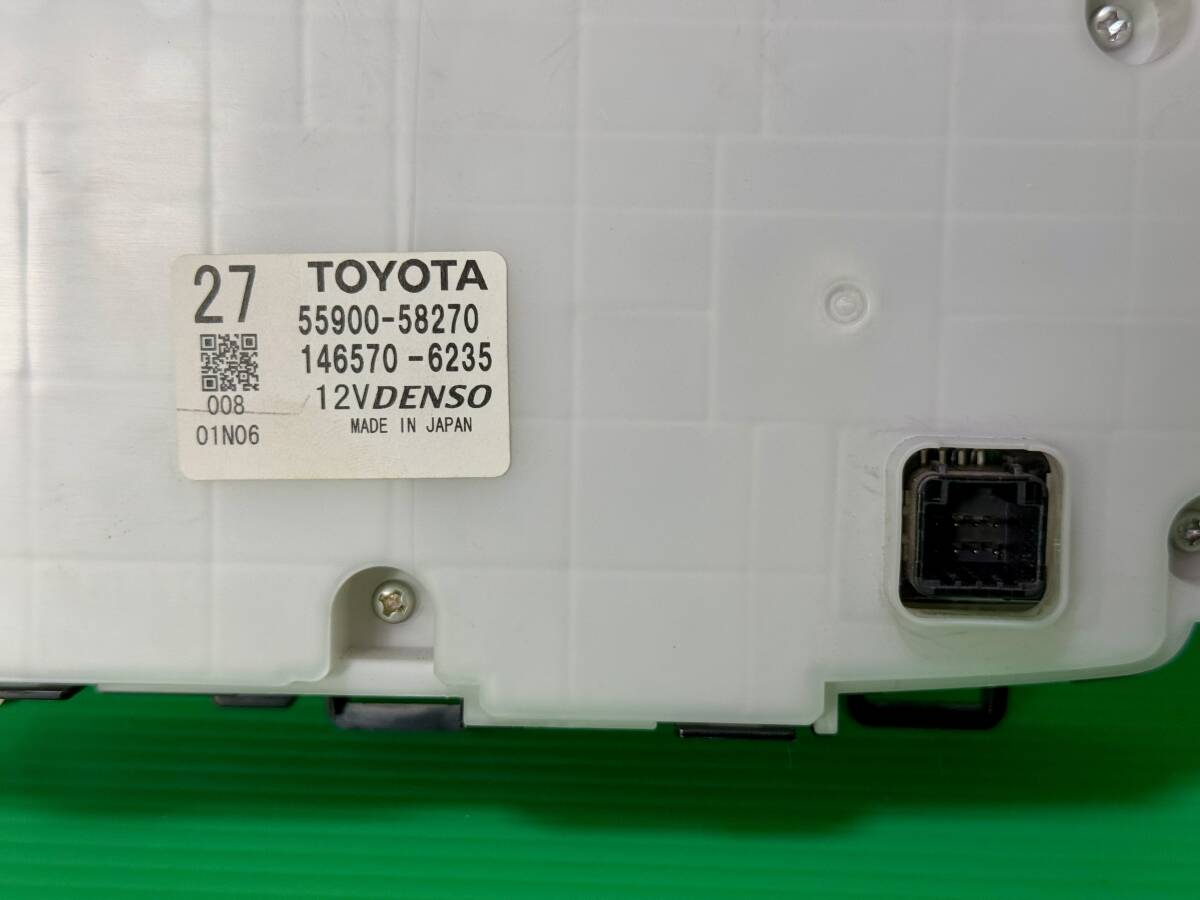 27
TOYOTA
55900-58270
146570-6235
12V DENSO
MADE IN JAPAN
008
01N06